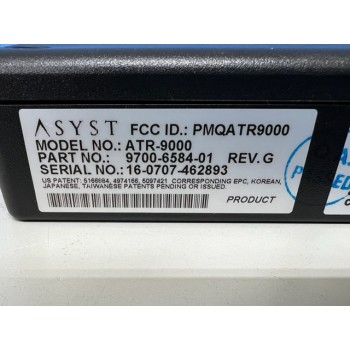 ASYST FCC ID.: PMQATR9000
MODEL NO.: ATR-9000
PART NO.: 9700-6584-01 REV.G
SERIAL NO.: 16-0707-462893
US PATENT: 5166884, 4974166, 5097421 CORRESPONDING EPC, KOREAN,
JAPANESE, TAIWANESE PATENTS PENDING OR ISSUED.
PRODUCT